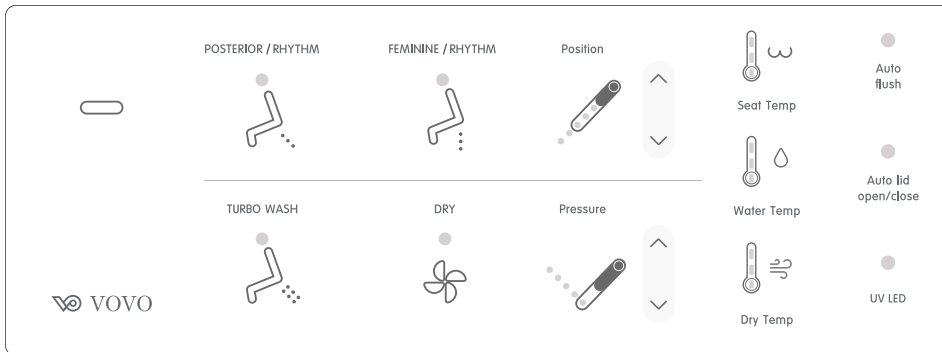 POSTERIOR / RHYTHM
FEMININE / RHYTHM
Position
Seat Temp
Auto
flush
Water Temp
Auto lid
open/close
TURBO WASH
DRY
Pressure
Dry Temp
UV LED
VOVO